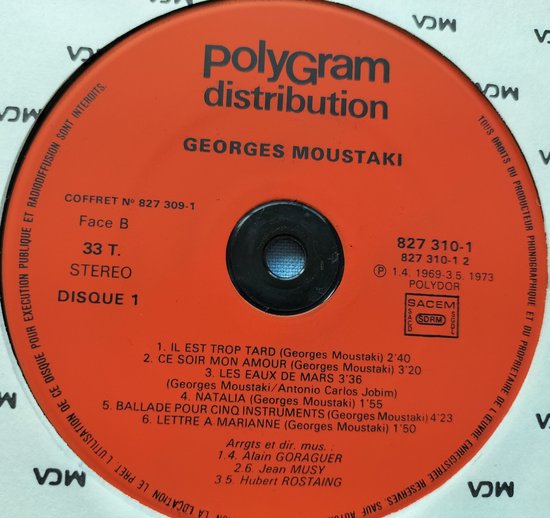 polyGram
distribution
GEORGES MOUSTAKI
COFFRET Nº 827 309-1
Face B
33 T.
STEREO
DISQUE 1
827 310-1
827 310-1 2
Ⓟ 1.4. 1969-3.5. 1973
POLYDOR
SACEM
SACD
SDRM
SGDL
1. IL EST TROP TARD (Georges Moustaki) 2'40
2. CE SOIR MON AMOUR (Georges Moustaki) 3'20
3. LES EAUX DE MARS 3'36
(Georges Moustaki/Antonio Carlos Jobim)
4. NATALIA (Georges Moustaki) 1'55
5. BALLADE POUR CINQ INSTRUMENTS (Georges Moustaki) 4'23
6. LETTRE A MARIANNE (Georges Moustaki) 1'50
Arrgts et dir. mus. :
1.4. Alain GORAGUER
2.6. Jean MUSY
3 5. Hubert ROSTAING
TOUS DROITS DU PRODUCTEUR PHONOGRAPHIQUE ET DU PROPRIETAIRE DE L'ŒUVRE ENREGISTREE RESERVES SAUF
LA LOCATION, LE PRET, L'UTILISATION DE CE DISQUE POUR EXECUTION PUBLIQUE ET RADIODIFFUSION SONT INTERDITS.
MCA
MCA
MCA
MCA
MCA
MCA
MCA
MCA